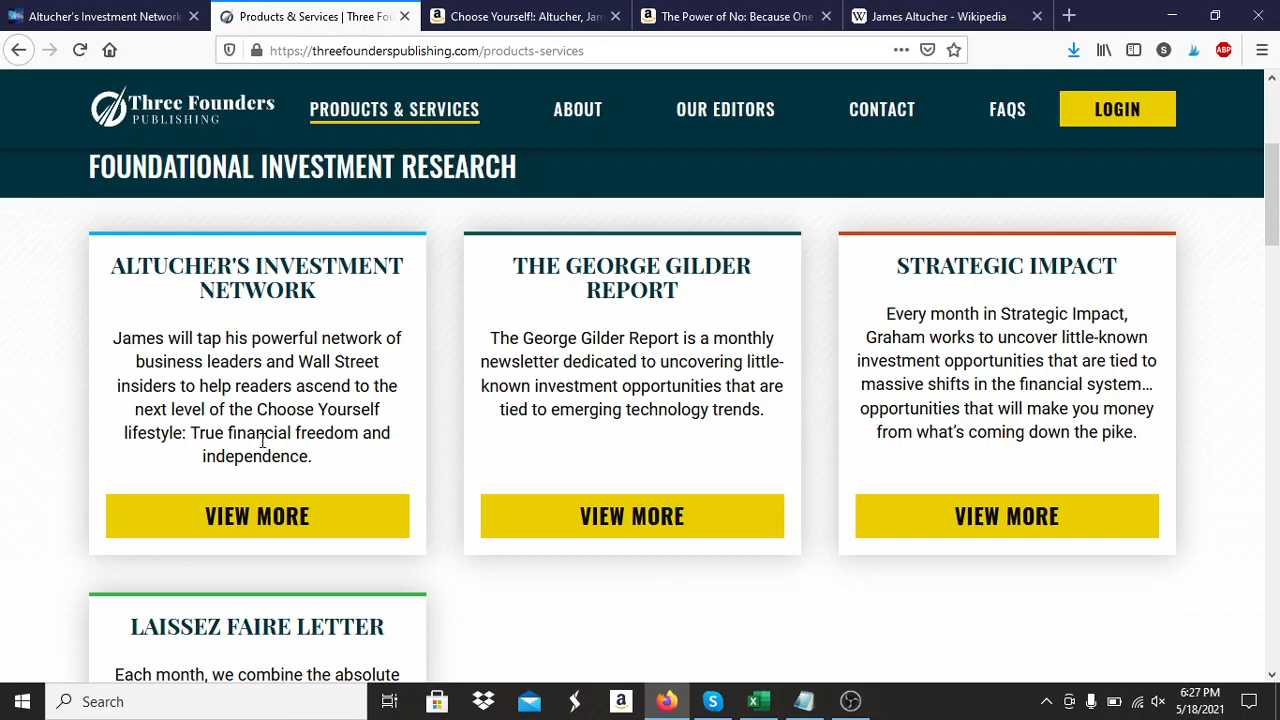 Altucher's Investment Network
Products & Services | Three Fou
Choose Yourself!: Altucher, Jam
The Power of No: Because One
James Altucher - Wikipedia
https://threefounderspublishing.com/products-services
S
ABP
Three Founders
PUBLISHING
PRODUCTS & SERVICES
ABOUT
OUR EDITORS
CONTACT
FAQS
LOGIN
FOUNDATIONAL INVESTMENT RESEARCH
ALTUCHER'S INVESTMENT
NETWORK
James will tap his powerful network of
business leaders and Wall Street
insiders to help readers ascend to the
next level of the Choose Yourself
lifestyle: True financial freedom and
independence.
VIEW MORE
THE GEORGE GILDER
REPORT
The George Gilder Report is a monthly
newsletter dedicated to uncovering little-
known investment opportunities that are
tied to emerging technology trends.
VIEW MORE
STRATEGIC IMPACT
Every month in Strategic Impact,
Graham works to uncover little-known
investment opportunities that are tied to
massive shifts in the financial system…
opportunities that will make you money
from what's coming down the pike.
VIEW MORE
LAISSEZ FAIRE LETTER
Each month, we combine the absolute
Search
6:27 PM
5/18/2021